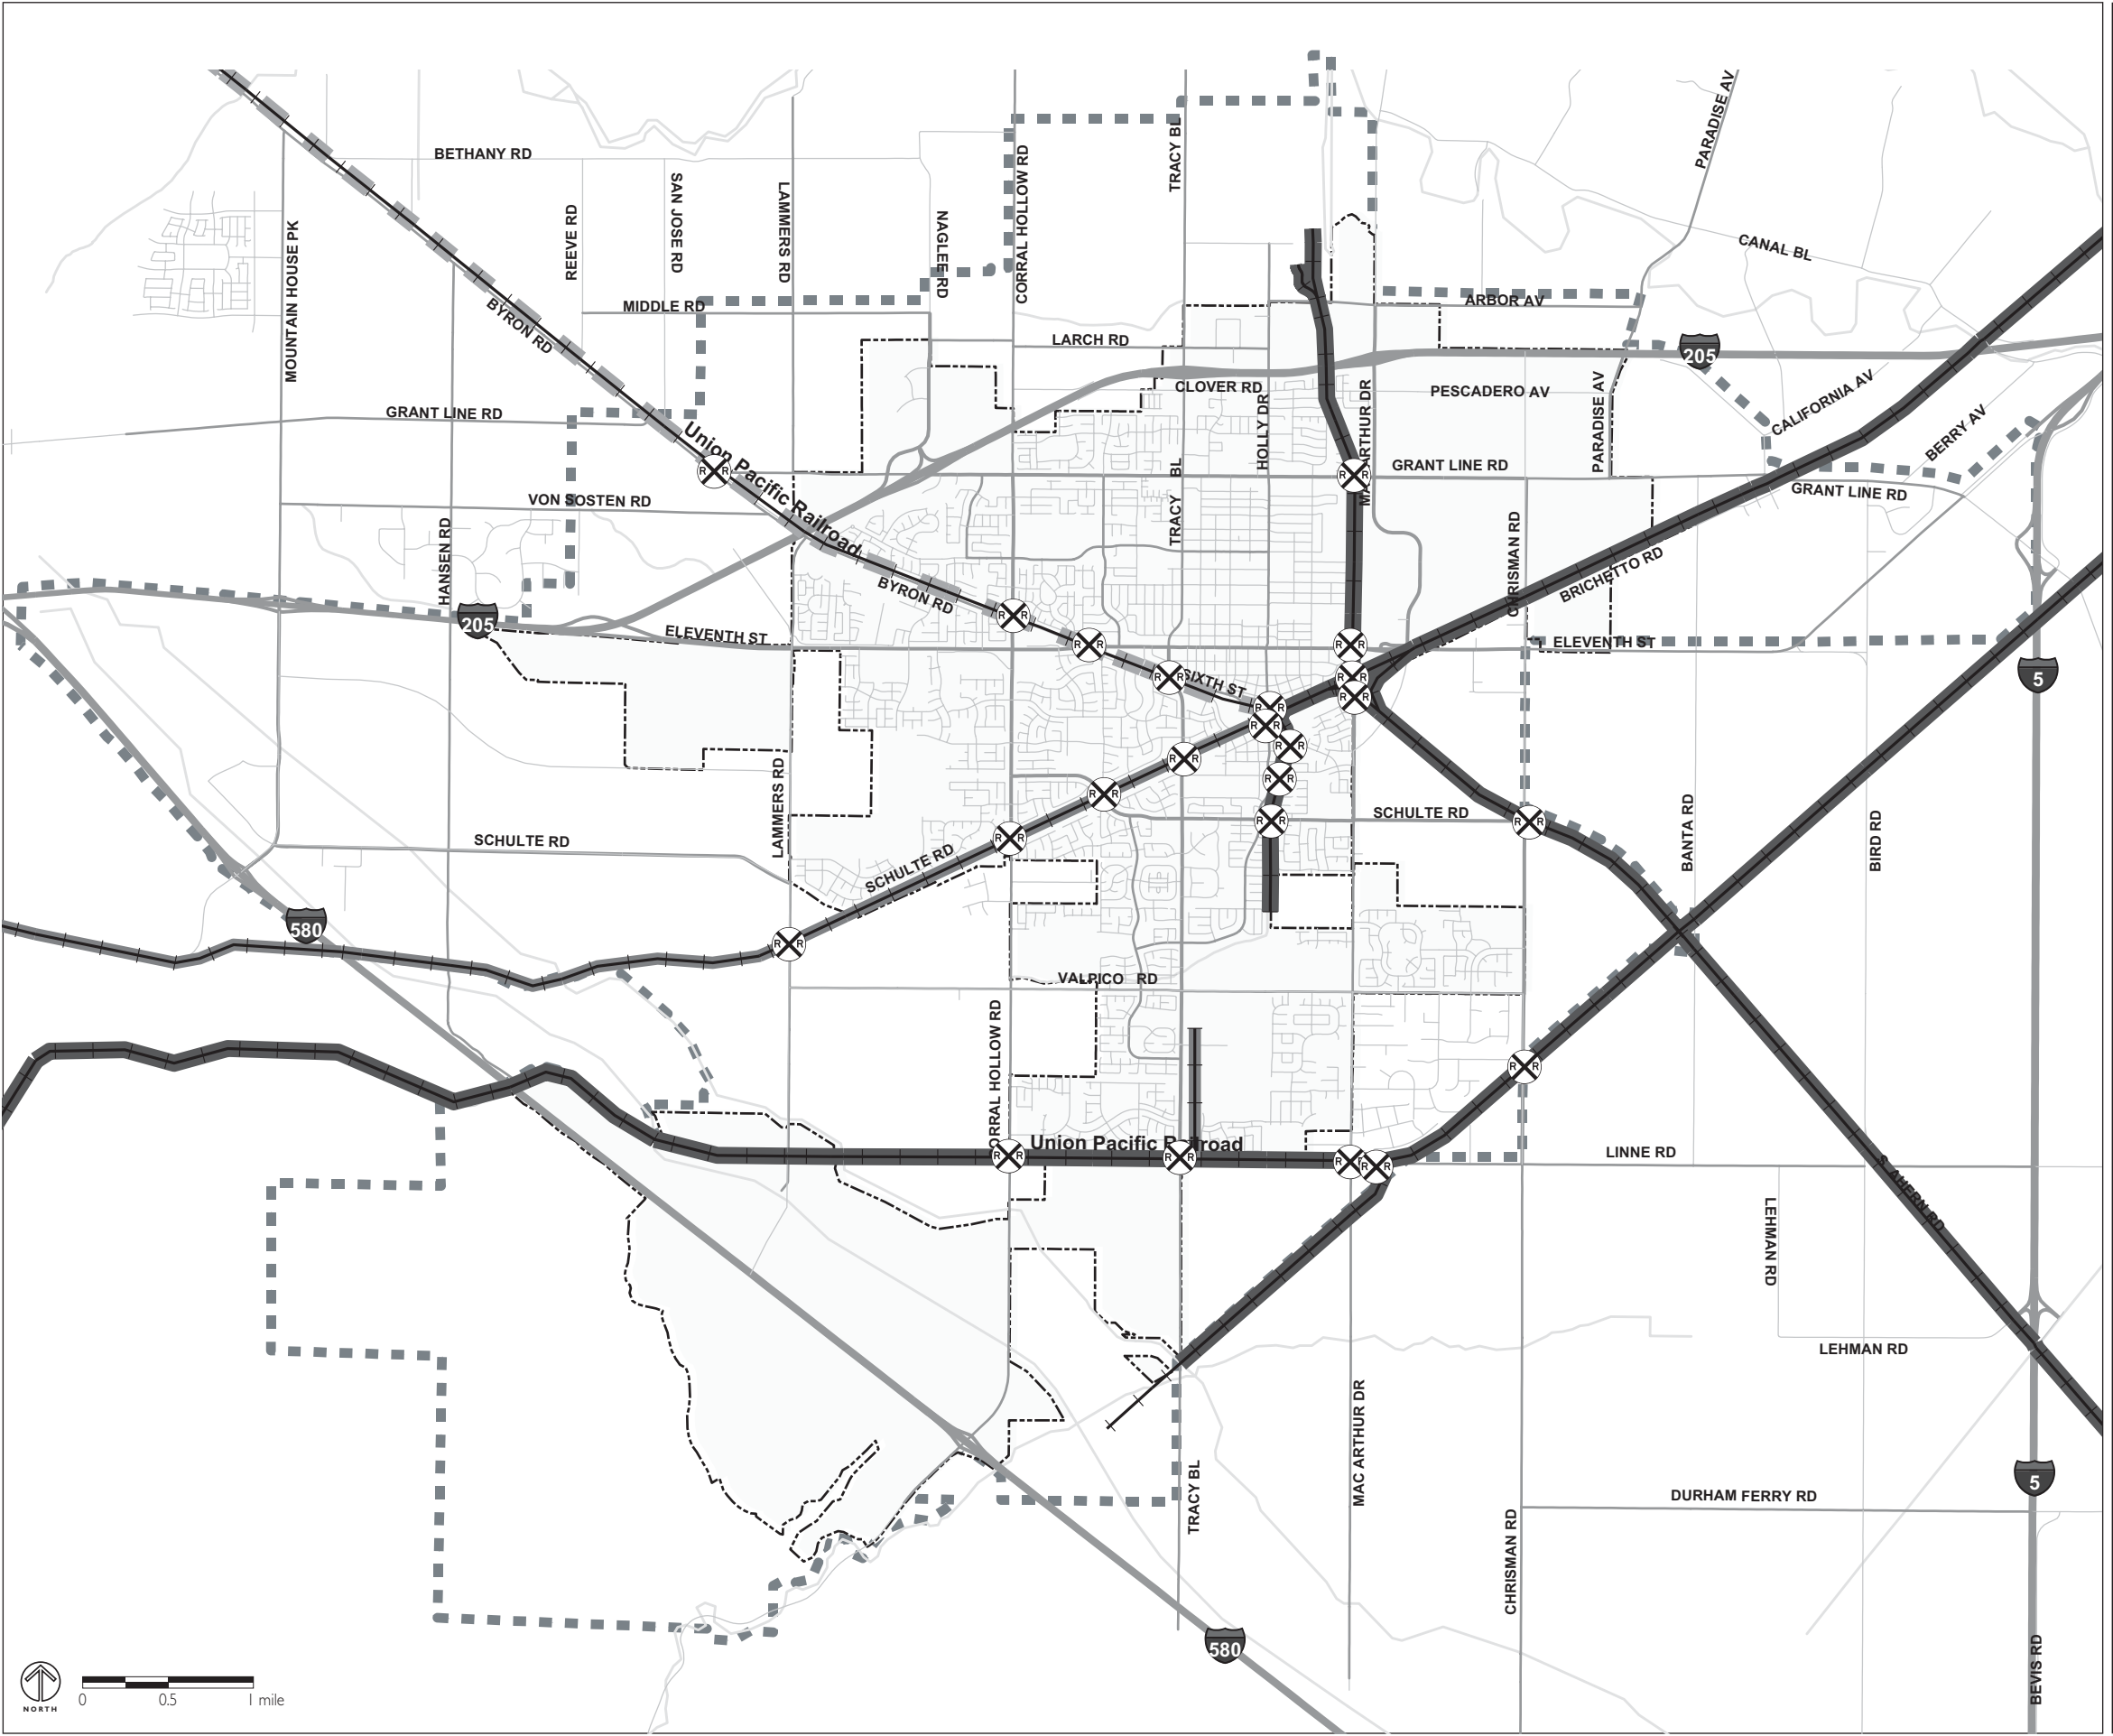 PARADISE AV
BETHANY RD
TRACY BL
CORRAL HOLLOW RD
SAN JOSE RD
LAMMERS RD
REEVE RD
NAGLEE RD
MOUNTAIN HOUSE PK
CANAL BL
MIDDLE RD
BYRON RD
ARBOR AV
LARCH RD
205
CLOVER RD
PESCADERO AV
PARADISE AV
CALIFORNIA AV
BERRY AV
GRANT LINE RD
HOLLY DR
MAC ARTHUR DR
Union Pacific Railroad
R R
GRANT LINE RD
R R
GRANT LINE RD
VON SOSTEN RD
TRACY BL
HANSEN RD
CHRISMAN RD
BRICHETTO RD
BYRON RD
205
R R
ELEVENTH ST
R R
R R
ELEVENTH ST
SIXTH ST
R R
R R
R R
R R
R R
R R
R R
R R
R R
5
LAMMERS RD
SCHULTE RD
R R
SCHULTE RD
R R
R R
BANTA RD
BIRD RD
SCHULTE RD
R R
580
R R
VALPICO RD
CORRAL HOLLOW RD
R R
Union Pacific Railroad
R R
R R
R R
R R
LINNE RD
S AHERN RD
LEHMAN RD
LEHMAN RD
MAC ARTHUR DR
TRACY BL
5
DURHAM FERRY RD
CHRISMAN RD
580
BEVIS RD
NORTH
0 0.5 1 mile